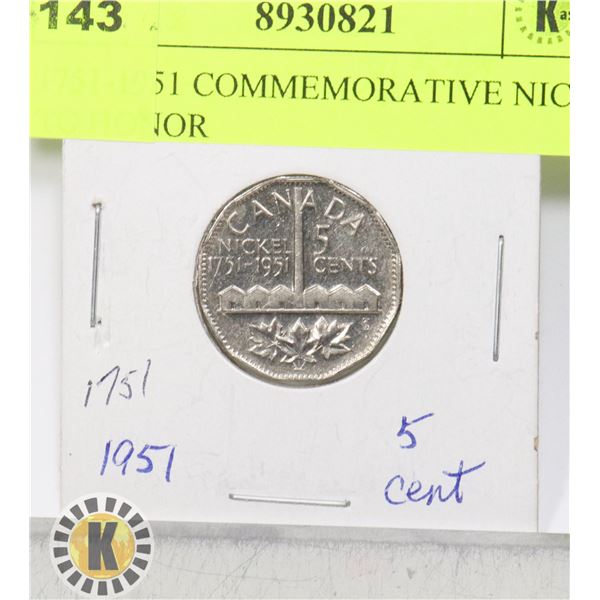 143
8930821
K
1751-1951 COMMEMORATIVE NIC
TO HONOR
CANADA
NICKEL 5
1751-1951 CENTS
1751
1951
5
cent
K